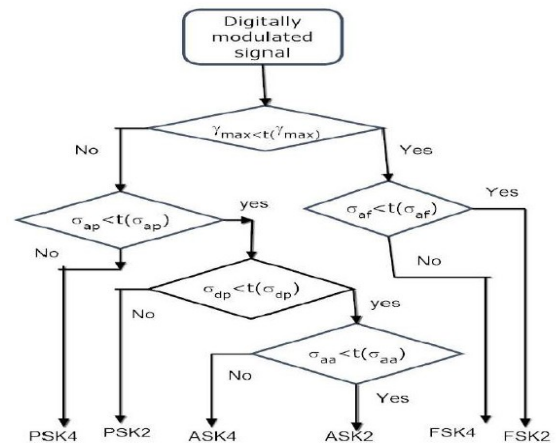 Digitally
modulated
signal
γmax<t(γmax)
No
Yes
σap<t(σap)
yes
σaf<t(σaf)
Yes
No
No
σdp<t(σdp)
No
yes
σaa<t(σaa)
No
Yes
PSK4 PSK2 ASK4 ASK2 FSK4 FSK2